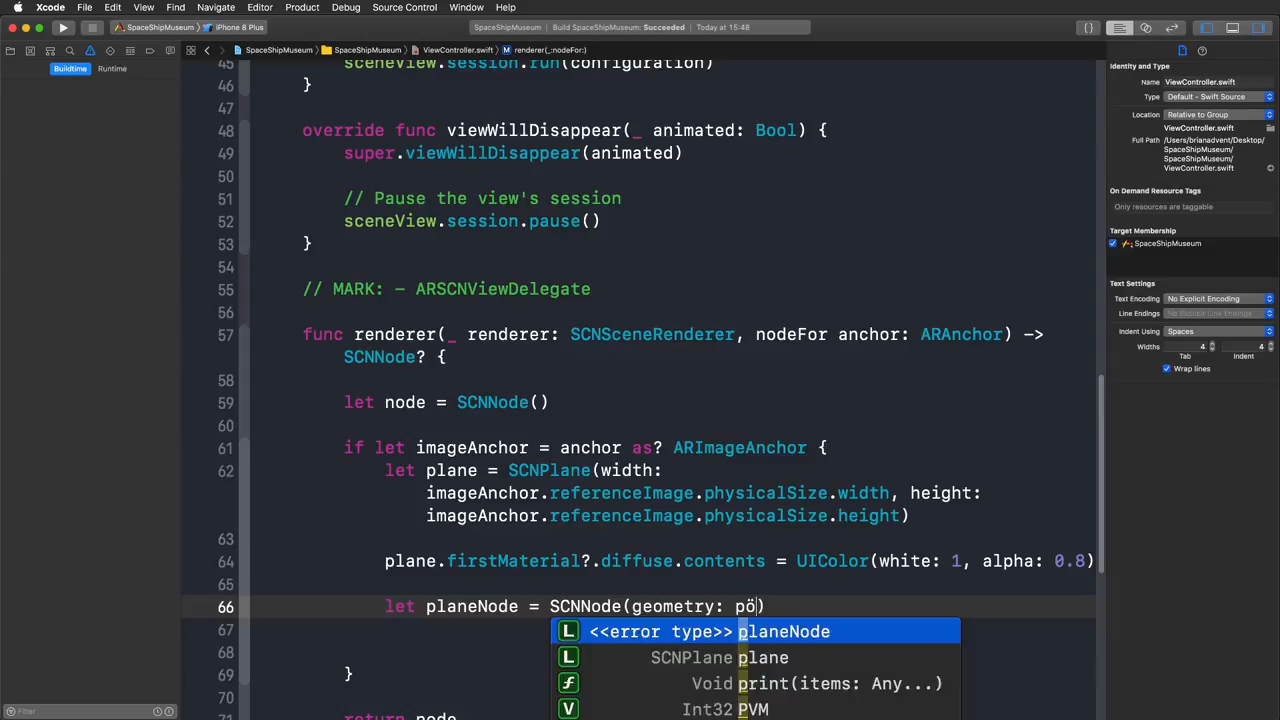 Xcode File Edit View Find Navigate Editor Product Debug Source Control Window Help
SpaceShipMuseum iPhone 8 Plus SpaceShipMuseum | Build SpaceShipMuseum: Succeeded | Today at 15:48 {}
SpaceShipMuseum SpaceShipMuseum ViewController.swift M renderer(_:nodeFor:)
Buildtime Runtime
45 sceneView.session.run(configuration)
46 }
47
48 override func viewWillDisappear(_ animated: Bool) {
49 super.viewWillDisappear(animated)
50
51 // Pause the view's session
52 sceneView.session.pause()
53 }
54
55 // MARK: - ARSCNViewDelegate
56
57 func renderer(_ renderer: SCNSceneRenderer, nodeFor anchor: ARAnchor) ->
SCNNode? {
58
59 let node = SCNNode()
60
61 if let imageAnchor = anchor as? ARImageAnchor {
62 let plane = SCNPlane(width:
imageAnchor.referenceImage.physicalSize.width, height:
imageAnchor.referenceImage.physicalSize.height)
63
64 plane.firstMaterial?.diffuse.contents = UIColor(white: 1, alpha: 0.8)
65
66 let planeNode = SCNNode(geometry: pö)
67 L <<error type>> planeNode
68 L SCNPlane plane
69 } f Void print(items: Any...)
70 V Int32 PVM
71 return node
Filter
Identity and Type
Name ViewController.swift
Type Default - Swift Source
Location Relative to Group
ViewController.swift
Full Path /Users/brianadvent/Desktop/
SpaceShipMuseum/
SpaceShipMuseum/
ViewController.swift
On Demand Resource Tags
Only resources are taggable
Target Membership
SpaceShipMuseum
Text Settings
Text Encoding No Explicit Encoding
Line Endings No Explicit Line Endings
Indent Using Spaces
Widths 4 4
Tab Indent
Wrap lines